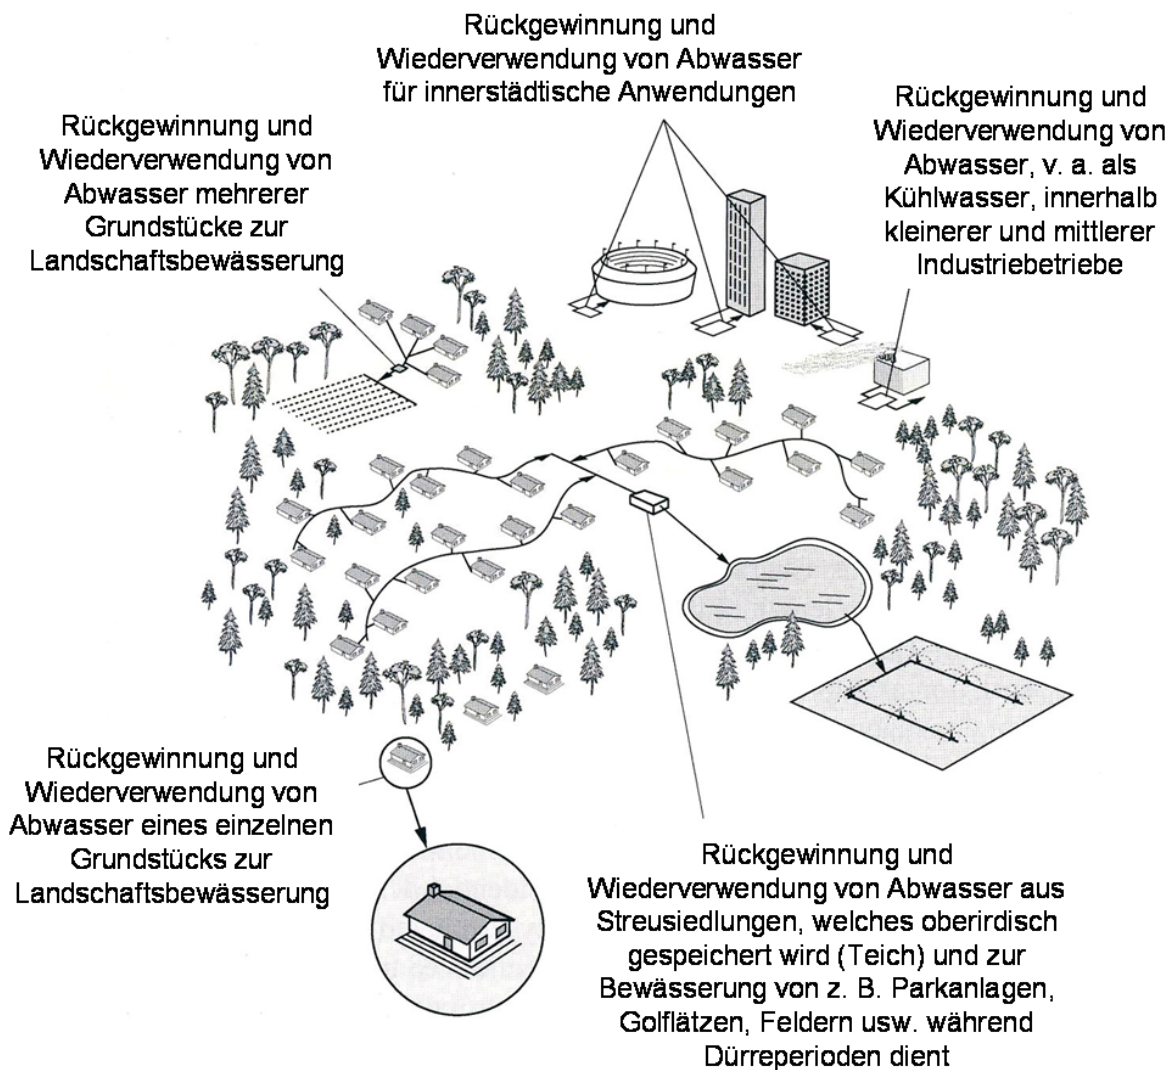 Rückgewinnung und
Wiederverwendung von Abwasser
für innerstädtische Anwendungen
Rückgewinnung und
Wiederverwendung von
Abwasser mehrerer
Grundstücke zur
Landschaftsbewässerung
Rückgewinnung und
Wiederverwendung von
Abwasser, v. a. als
Kühlwasser, innerhalb
kleinerer und mittlerer
Industriebetriebe
Rückgewinnung und
Wiederverwendung von
Abwasser eines einzelnen
Grundstücks zur
Landschaftsbewässerung
Rückgewinnung und
Wiederverwendung von Abwasser aus
Streusiedlungen, welches oberirdisch
gespeichert wird (Teich) und zur
Bewässerung von z. B. Parkanlagen,
Golflätzen, Feldern usw. während
Dürreperioden dient